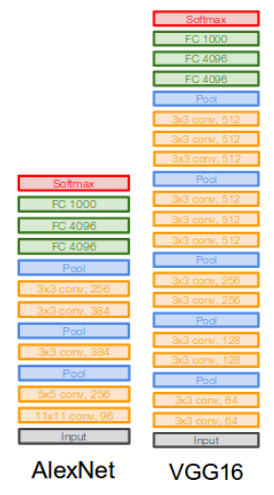 Softmax
FC 1000
FC 4096
FC 4096
Pool
3x3 conv, 256
3x3 conv, 384
Pool
3x3 conv, 384
Pool
5x5 conv, 256
11x11 conv, 96
Input
AlexNet
Softmax
FC 1000
FC 4096
FC 4096
Pool
3x3 conv, 512
3x3 conv, 512
3x3 conv, 512
Pool
3x3 conv, 512
3x3 conv, 512
3x3 conv, 512
Pool
3x3 conv, 256
3x3 conv, 256
Pool
3x3 conv, 128
3x3 conv, 128
Pool
3x3 conv, 64
3x3 conv, 64
Input
VGG16